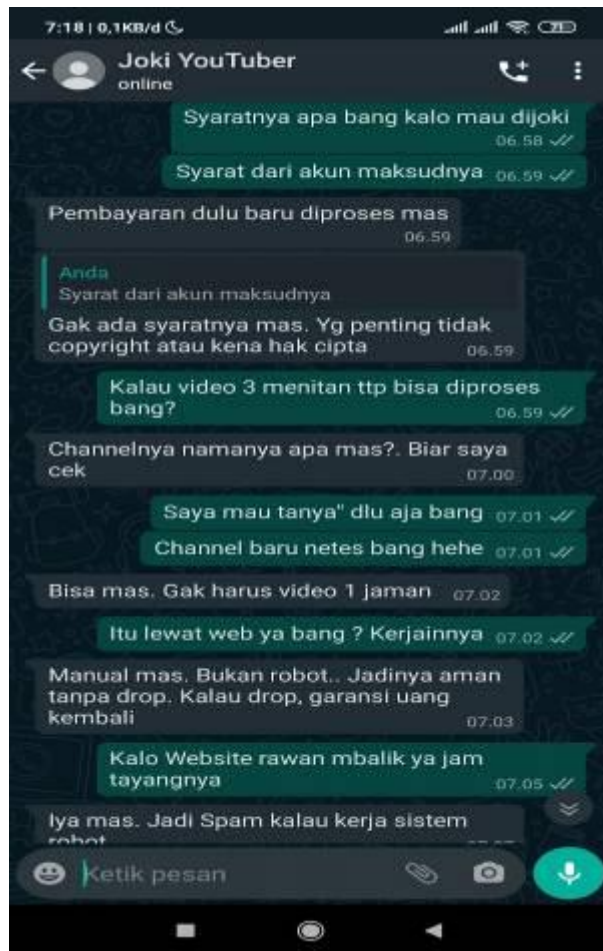 7:18 | 0,1KB/d
71
Joki YouTuber
online
Syaratnya apa bang kalo mau dijoki
06.58
Syarat dari akun maksudnya 06.59
Pembayaran dulu baru diproses mas
06.59
Anda
Syarat dari akun maksudnya
Gak ada syaratnya mas. Yg penting tidak
copyright atau kena hak cipta 06.59
Kalau video 3 menitan ttp bisa diproses
bang? 06.59
Channelnya namanya apa mas?. Biar saya
cek 07.00
Saya mau tanya" dlu aja bang 07.01
Channel baru netes bang hehe 07.01
Bisa mas. Gak harus video 1 jaman 07.02
Itu lewat web ya bang ? Kerjainnya 07.02
Manual mas. Bukan robot.. Jadinya aman
tanpa drop. Kalau drop, garansi uang
kembali 07.03
Kalo Website rawan mbalik ya jam
tayangnya 07.05
Iya mas. Jadi Spam kalau kerja sistem
robot
Ketik pesan